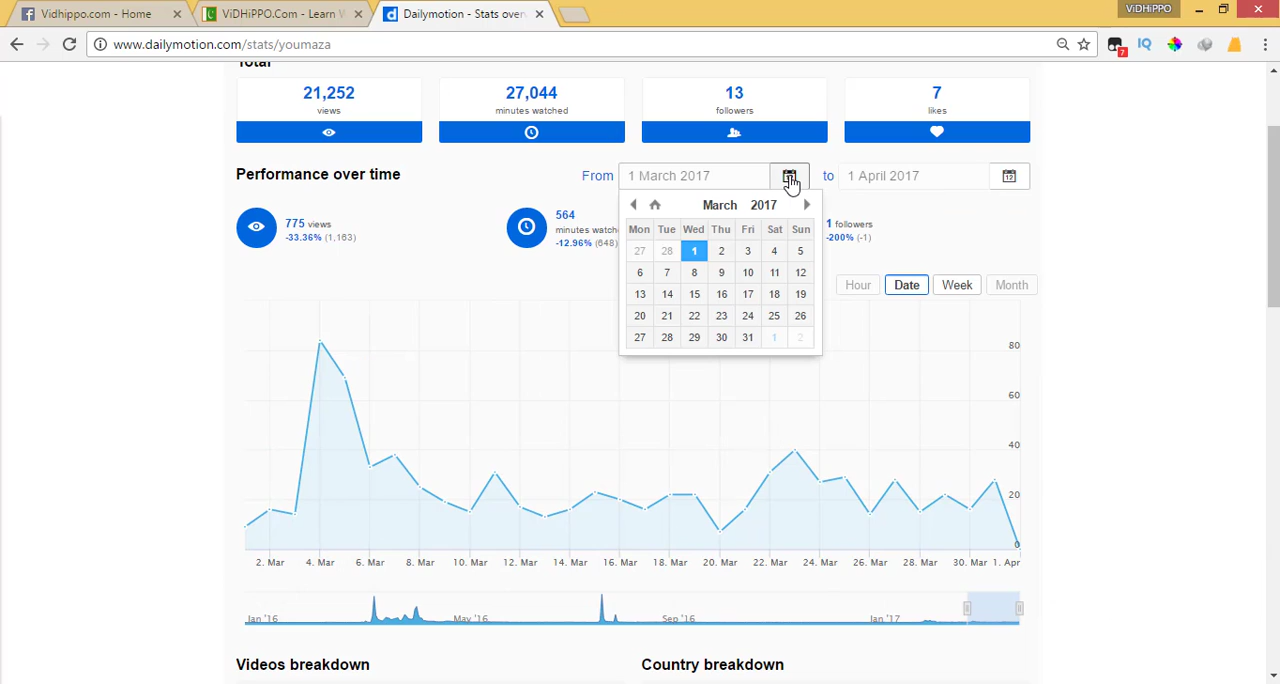 Vidhippo.com - Home
ViDHiPPO.Com - Learn W
Dailymotion - Stats over
ViDHiPPO
www.dailymotion.com/stats/youmaza
7
IQ
Total
21,252
views
27,044
minutes watched
13
followers
7
likes
Performance over time
From 1 March 2017 to 1 April 2017
12
775 views
-33.36% (1,163)
564
minutes watch
-12.96% (648)
1 followers
-200% (-1)
March 2017
Mon Tue Wed Thu Fri Sat Sun
27 28 1 2 3 4 5
6 7 8 9 10 11 12
13 14 15 16 17 18 19
20 21 22 23 24 25 26
27 28 29 30 31 1 2
Hour Date Week Month
80
60
40
20
0
2. Mar 4. Mar 6. Mar 8. Mar 10. Mar 12. Mar 14. Mar 16. Mar 18. Mar 20. Mar 22. Mar 24. Mar 26. Mar 28. Mar 30. Mar 1. Apr
Jan '16 May '16 Sep '16 Jan '17
Videos breakdown
Country breakdown